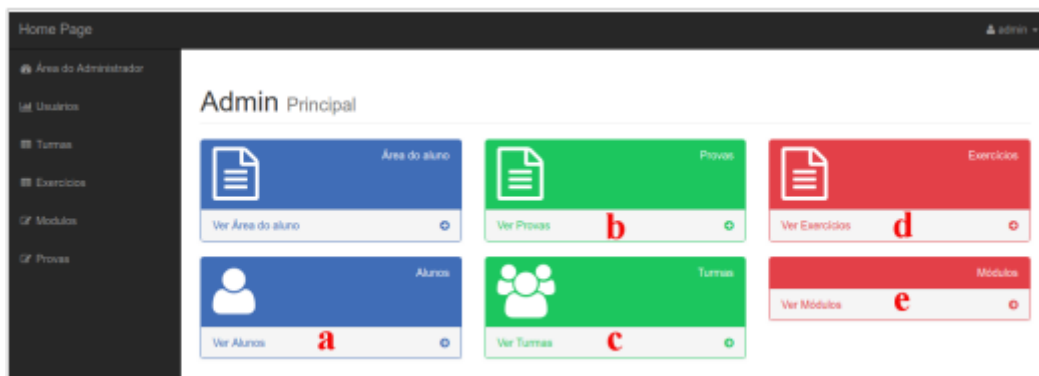 Home Page
admin
Área do Administrador
Usuários
Turmas
Exercicios
Modulos
Provas
Admin Principal
Área do aluno
Ver Área do aluno
Provas
Ver Provas b
Exercícios
Ver Exercícios d
Alunos
Ver Alunos a
Turmas
Ver Turmas c
Módulos
Ver Módulos e